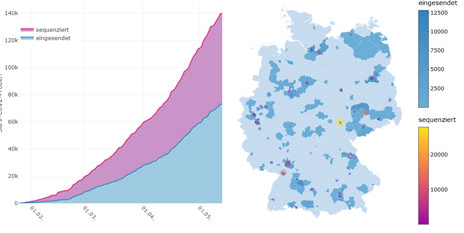 140k
120k
100k
80k
60k
40k
20k
0
01.02.
01.03.
01.04.
01.05.
sequenziert
eingesendet
eingesendet
12500
10000
7500
5000
sequenziert
20000
10000